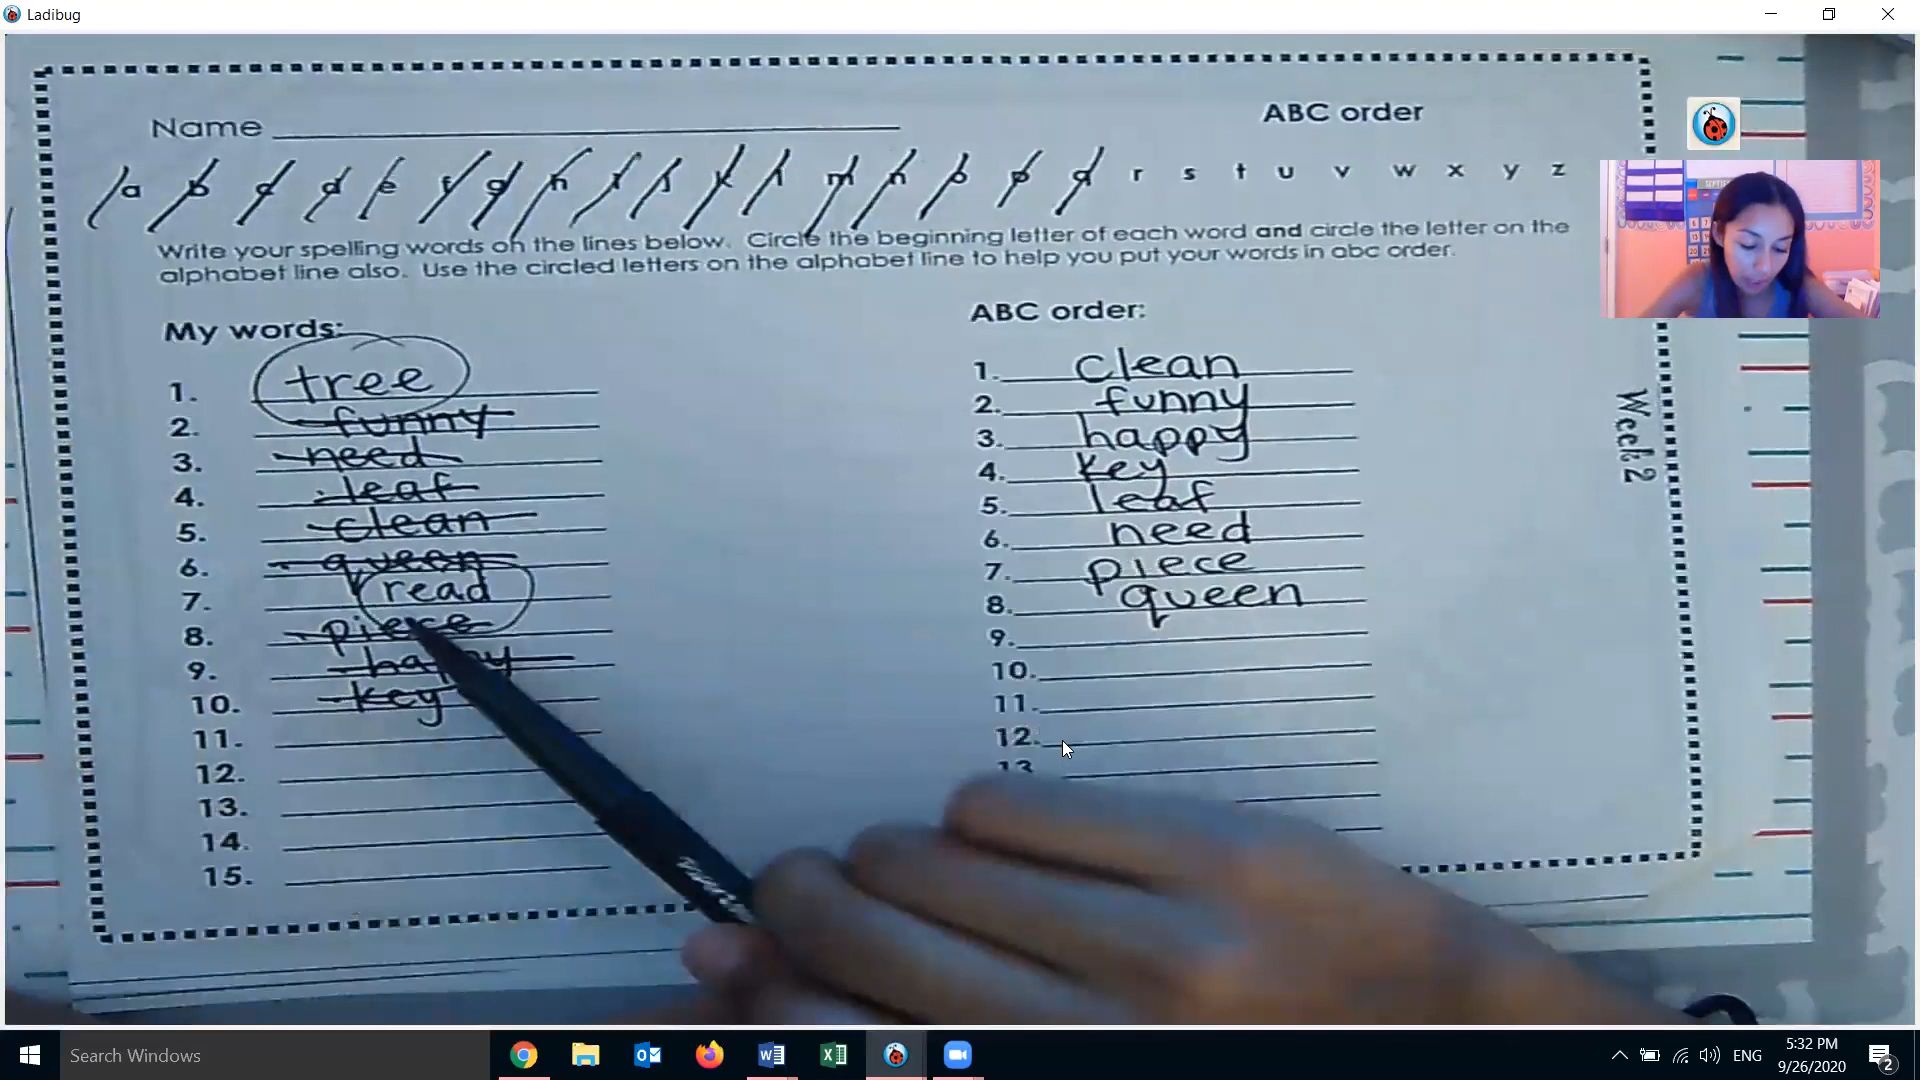 Ladibug
Name
ABC order
a b c d e f g h i j k l m n o p q r s t u v w x y z
Write your spelling words on the lines below. Circle the beginning letter of each word and circle the letter on the
alphabet line also. Use the circled letters on the alphabet line to help you put your words in abc order.
My words:
1. tree
2. funny
3. need
4. leaf
5. clean
6. queen
7. read
8. piece
9. happy
10. key
11.
12.
13.
14.
15.
ABC order:
1. clean
2. funny
3. happy
4. key
5. leaf
6. need
7. piece
8. queen
9.
10.
11.
12.
13
Week 2
Search Windows
ENG
5:32 PM
9/26/2020
2